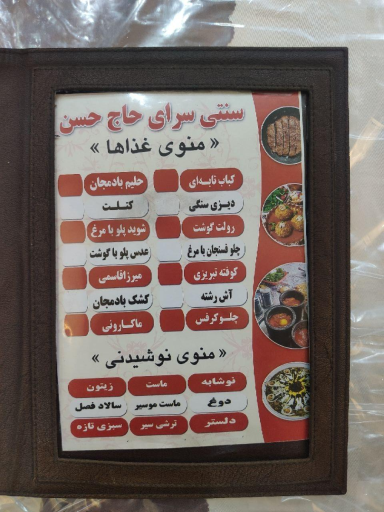 سنتی سرای حاج حسن
« منوی غذاها »
کباب تابه‌ای حلیم بادمجان
دیزی سنگی کتلت
رولت گوشت شوید پلو با مرغ
چلو فسنجان با مرغ عدس پلو با گوشت
کوفته تبریزی میرزاقاسمی
آش رشته کشک بادمجان
چلوکرفس ماکارونی
« منوی نوشیدنی »
نوشابه ماست زیتون
دوغ ماست موسیر سالاد فصل
دلستر ترشی سیر سبزی تازه